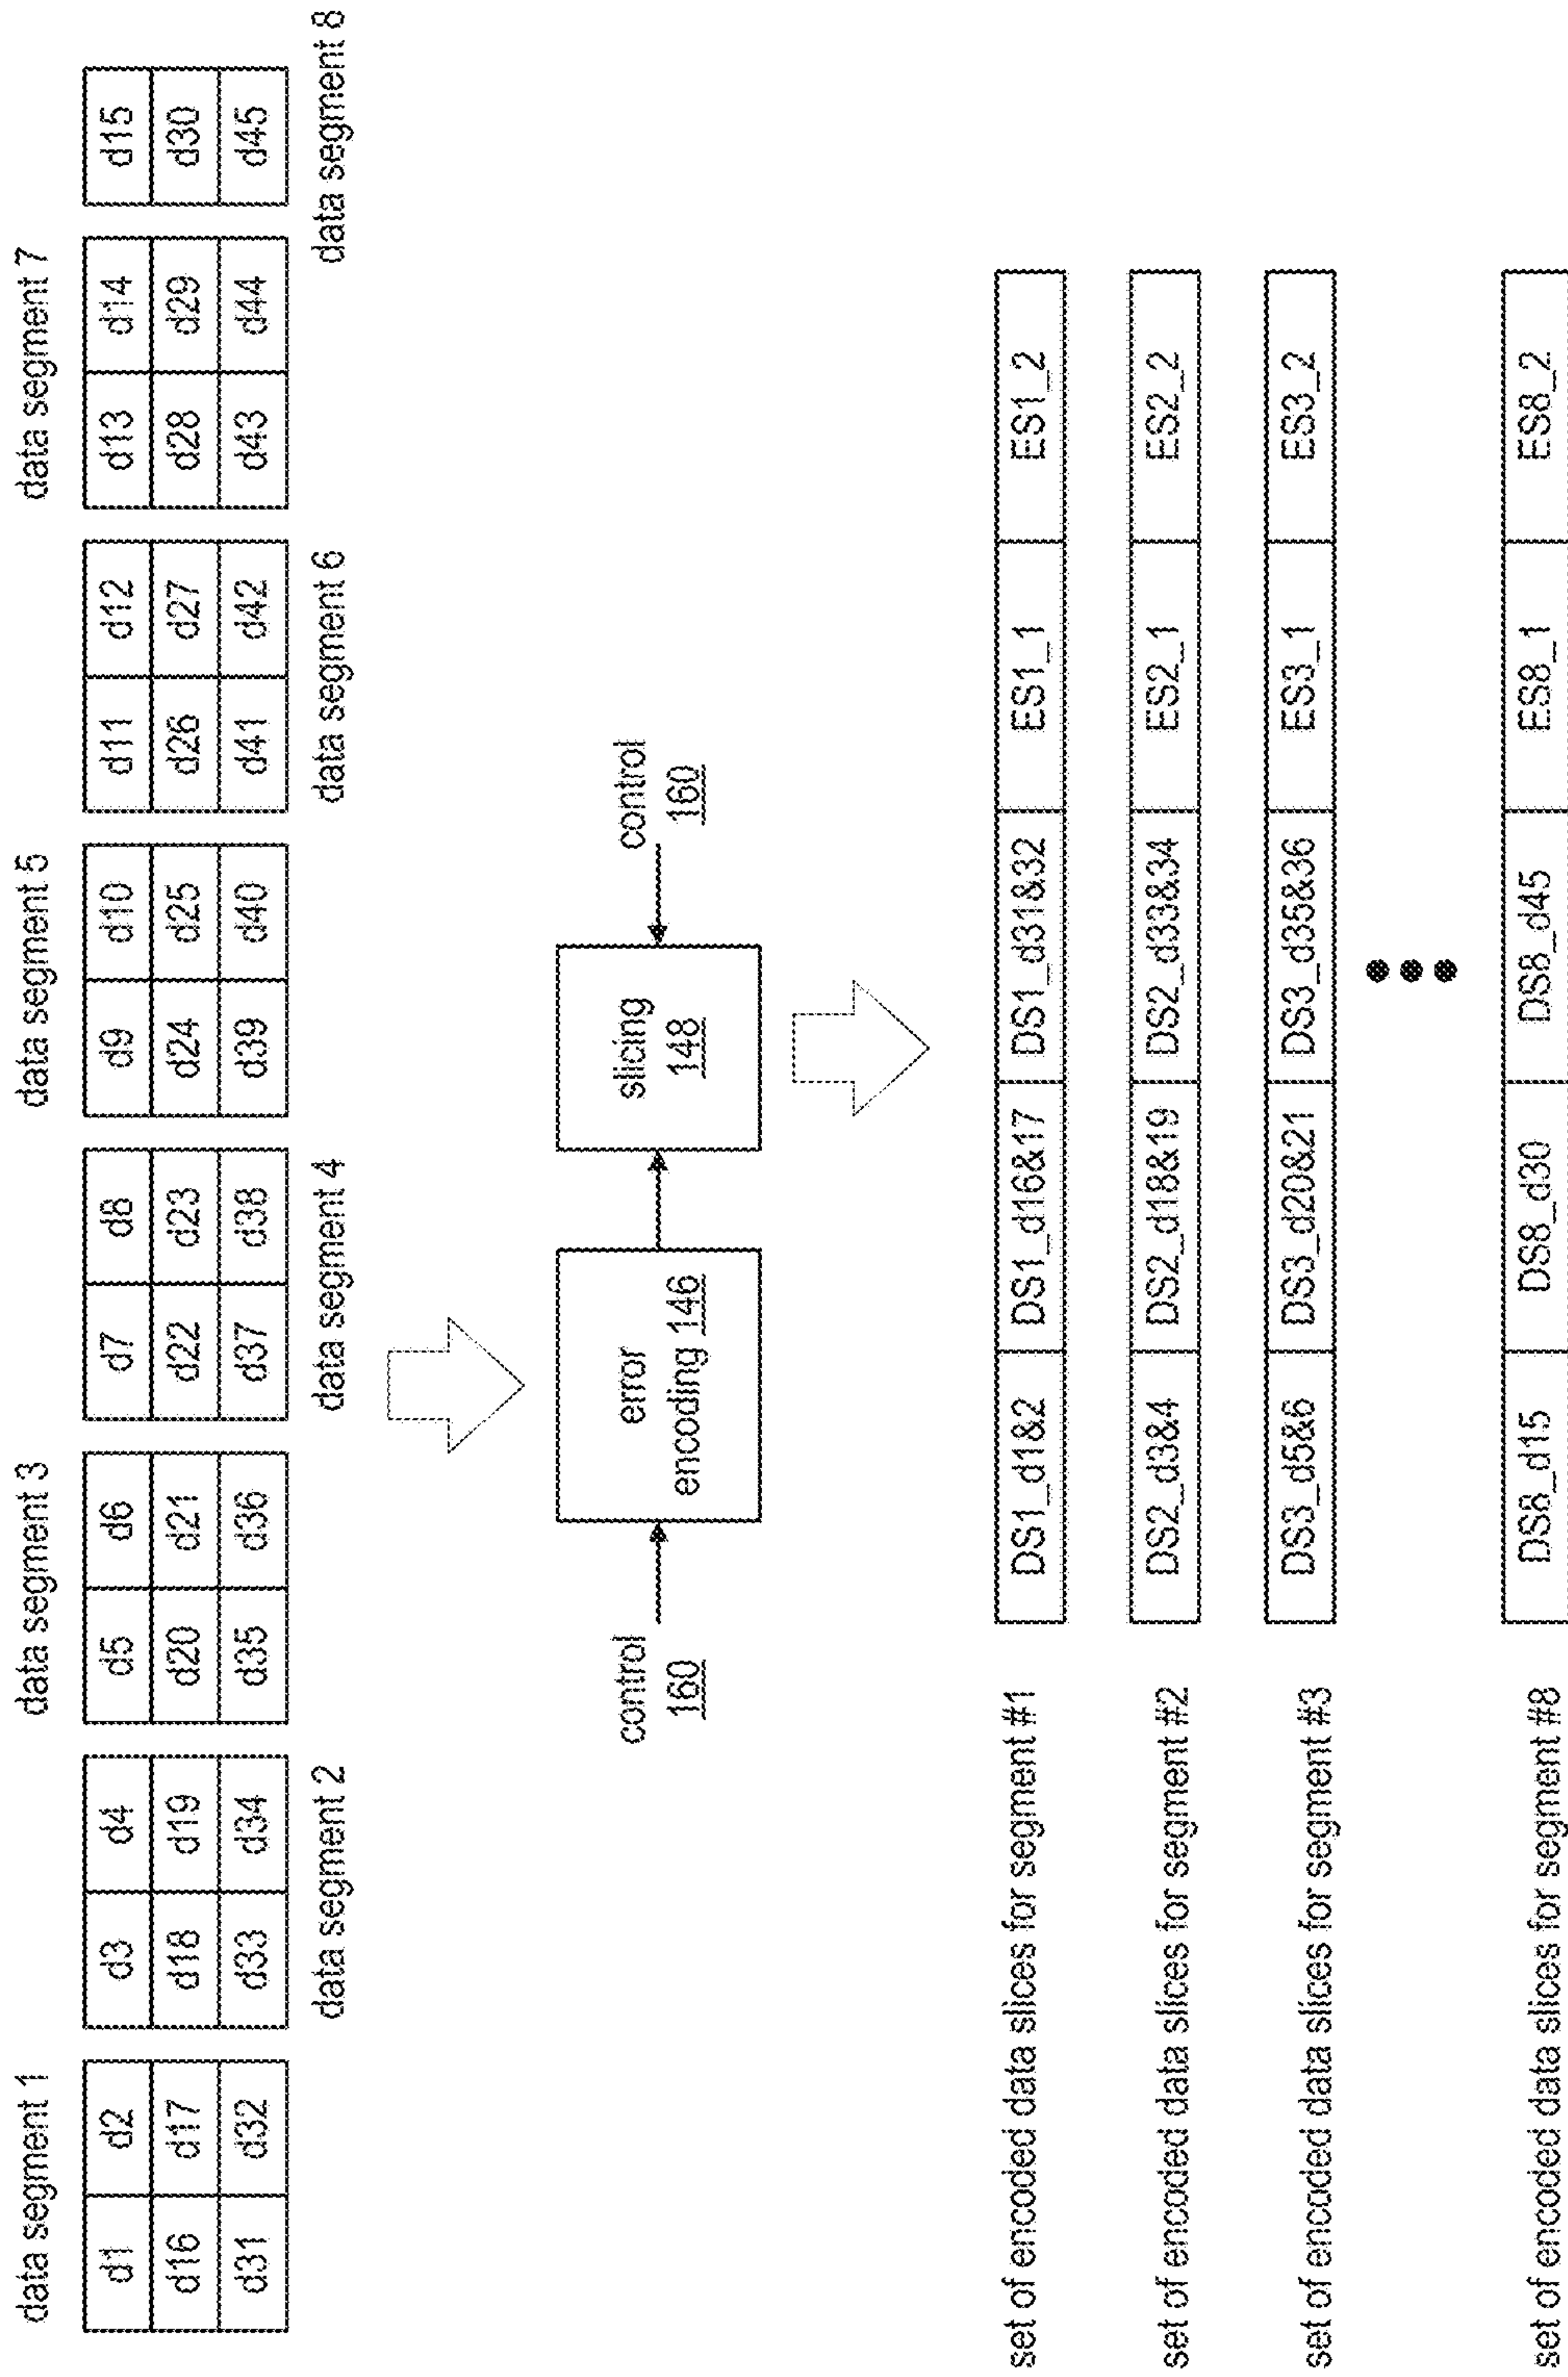 data segment 1
data segment 3
data segment 5
data segment 7
d1 d2 d3 d4 d5 d6 d7 d8 d9 d10 d11 d12 d13 d14 d15
d16 d17 d18 d19 d20 d21 d22 d23 d24 d25 d26 d27 d28 d29 d30
d31 d32 d33 d34 d35 d36 d37 d38 d39 d40 d41 d42 d43 d44 d45
data segment 2
data segment 4
data segment 6
data segment 8
control
160
error
encoding 146
slicing
148
control
160
set of encoded data slices for segment #1 DS1_d1&2 DS1_d16&17 DS1_d31&32 ES1_1 ES1_2
set of encoded data slices for segment #2 DS2_d3&4 DS2_d18&19 DS2_d33&34 ES2_1 ES2_2
set of encoded data slices for segment #3 DS3_d5&6 DS3_d20&21 DS3_d35&36 ES3_1 ES3_2
set of encoded data slices for segment #8 DS8_d15 DS8_d30 DS8_d45 ES8_1 ES8_2